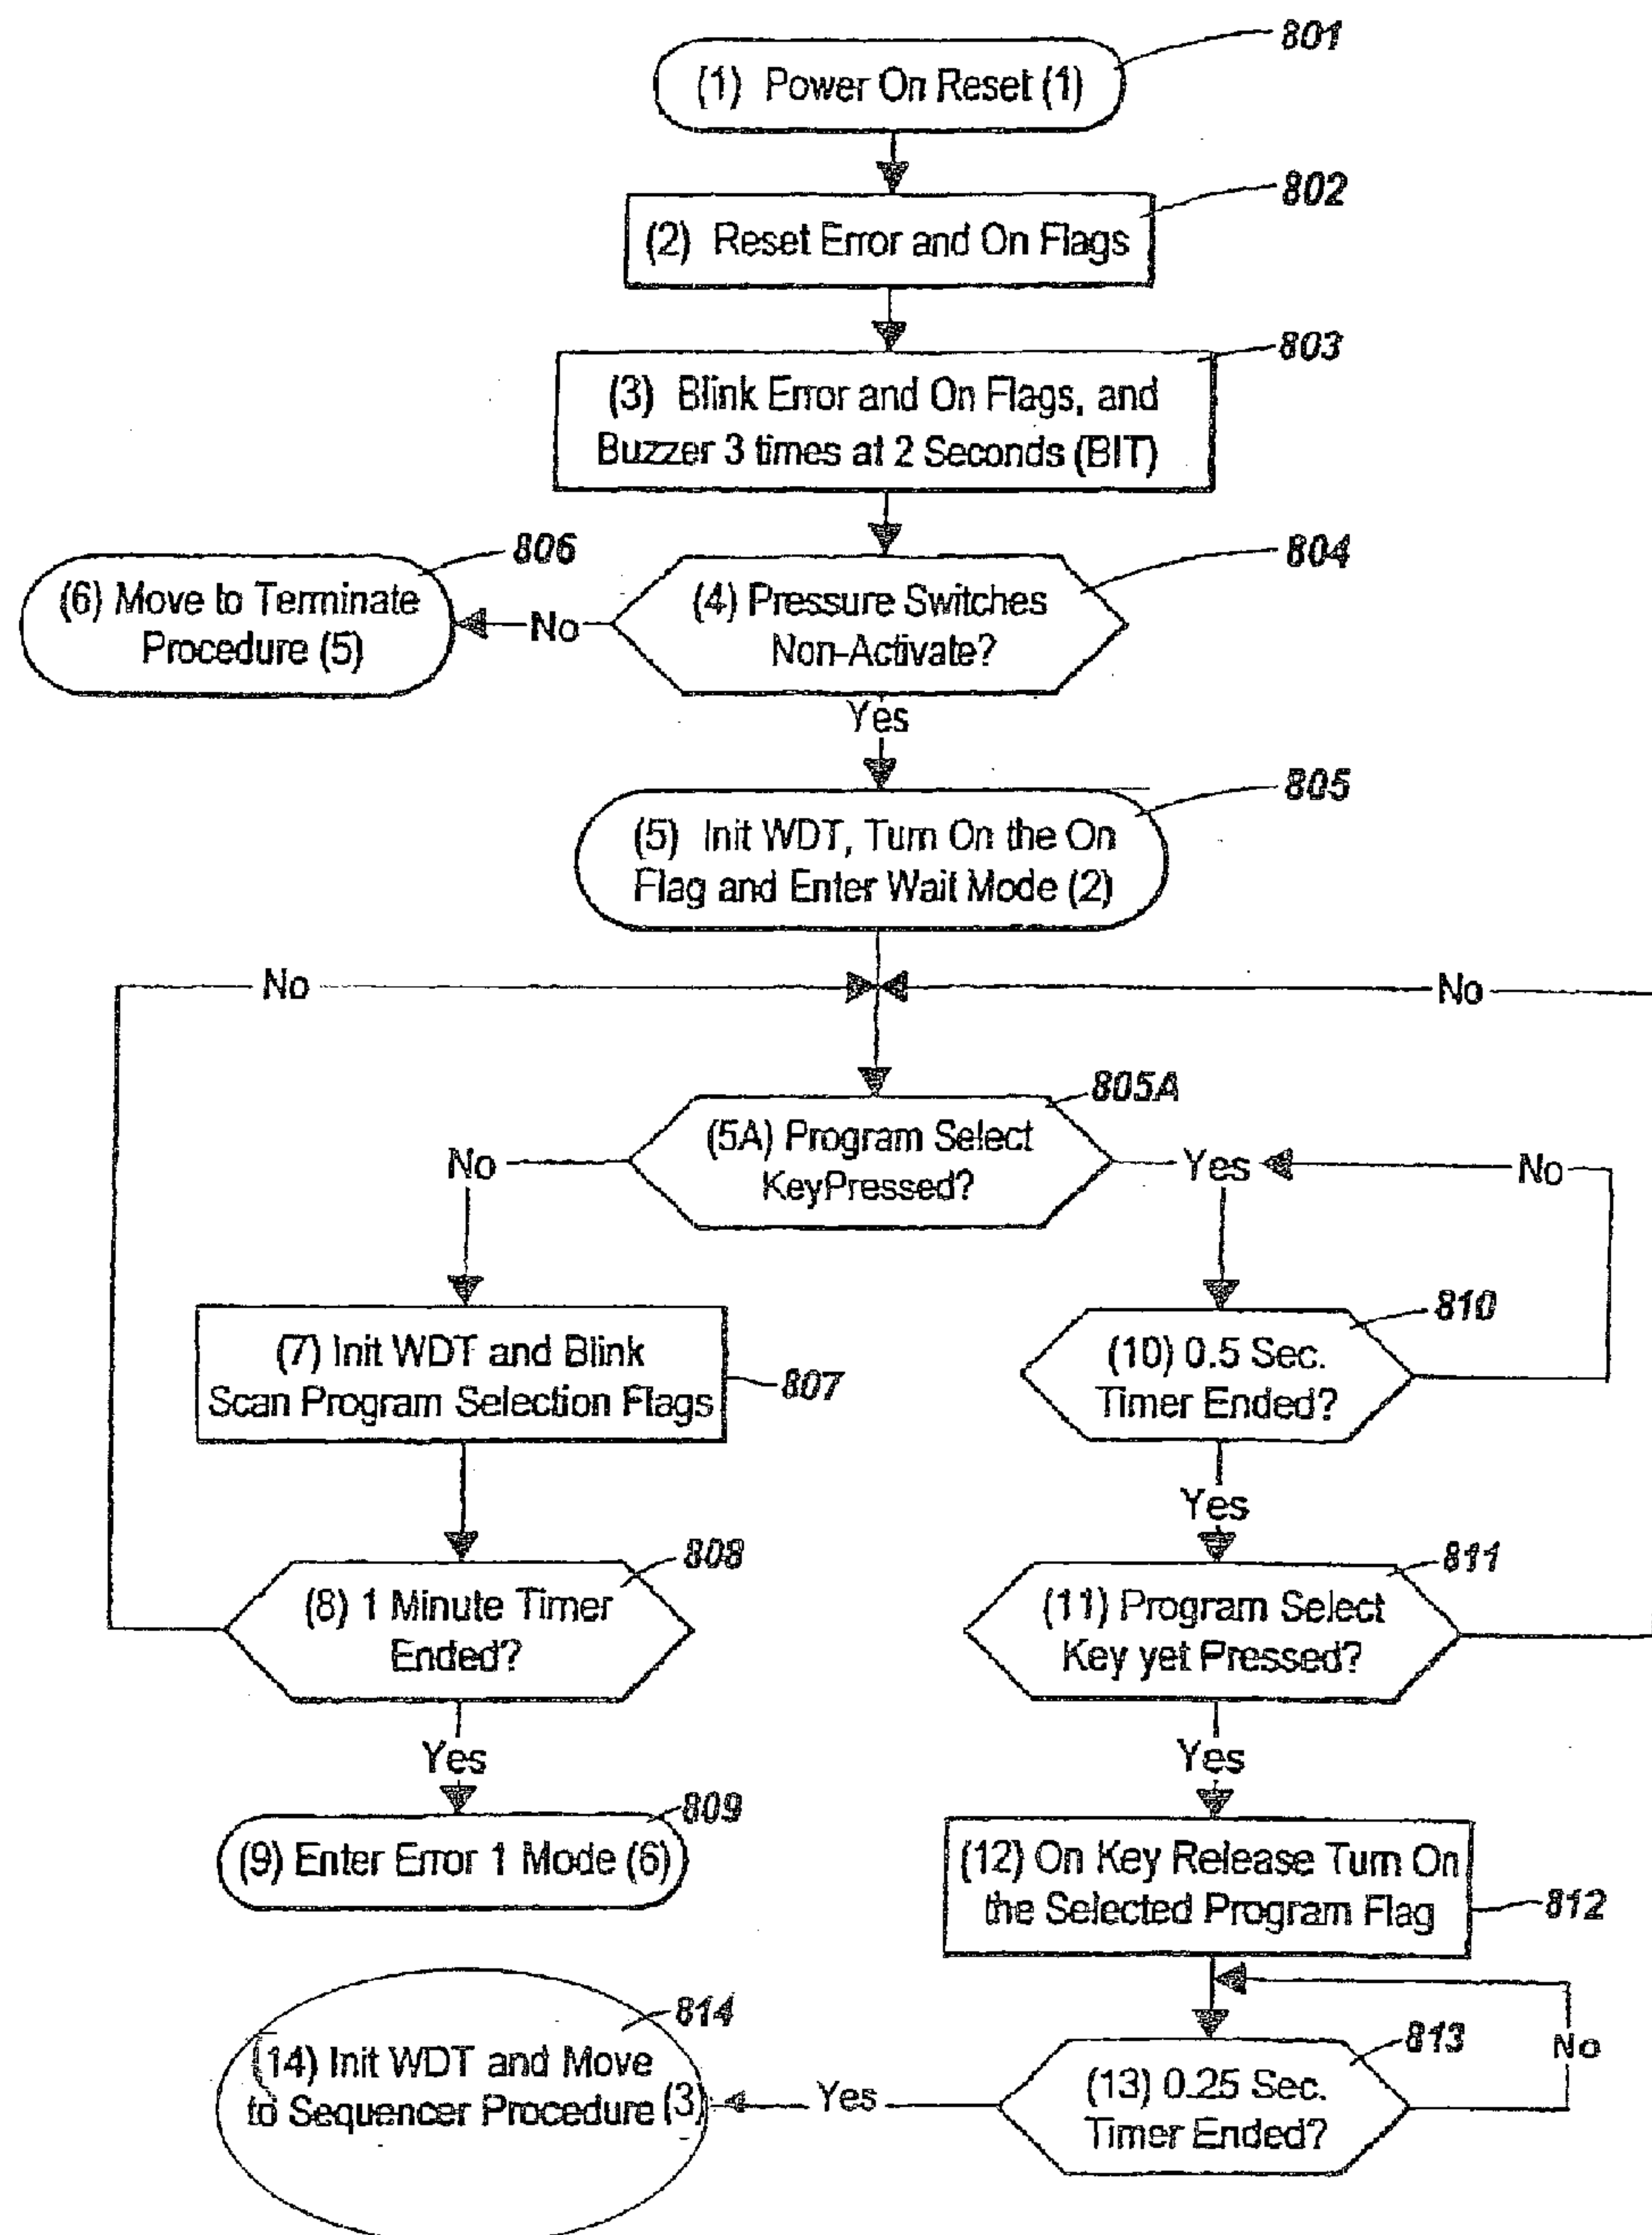 801
(1) Power On Reset (1)
802
(2) Reset Error and On Flags
803
(3) Blink Error and On Flags, and
Buzzer 3 times at 2 Seconds (BIT)
806
804
(6) Move to Terminate
Procedure (5)
No
(4) Pressure Switches
Non-Activate?
Yes
805
(5) Init WDT, Turn On the On
Flag and Enter Wait Mode (2)
No
No
805A
(5A) Program Select
KeyPressed?
No
Yes
No
810
(7) Init WDT and Blink
Scan Program Selection Flags
807
(10) 0.5 Sec.
Timer Ended?
Yes
808
811
(8) 1 Minute Timer
Ended?
(11) Program Select
Key yet Pressed?
Yes
Yes
809
(9) Enter Error 1 Mode (6)
(12) On Key Release Turn On
the Selected Program Flag
812
814
813
No
(14) Init WDT and Move
to Sequencer Procedure (3)
Yes
(13) 0.25 Sec.
Timer Ended?